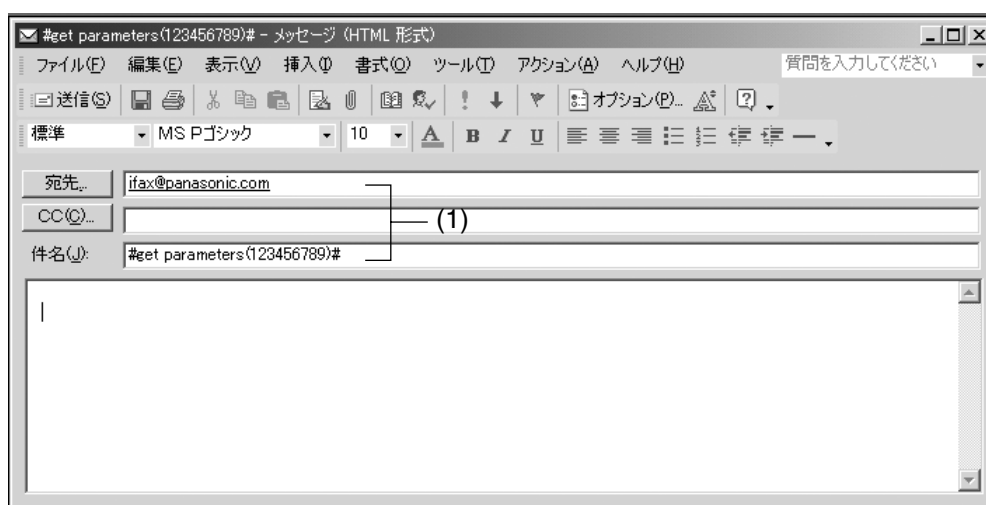 #get parameters(123456789)# - メッセージ (HTML 形式)
ファイル(F) 編集(E) 表示(V) 挿入(I) 書式(O) ツール(T) アクション(A) ヘルプ(H) 質問を入力してください
送信(S) オプション(P)...
標準 MS Pゴシック 10 A B I U
宛先... ifax@panasonic.com
CC(C)...
(1)
件名(J): #get parameters(123456789)#